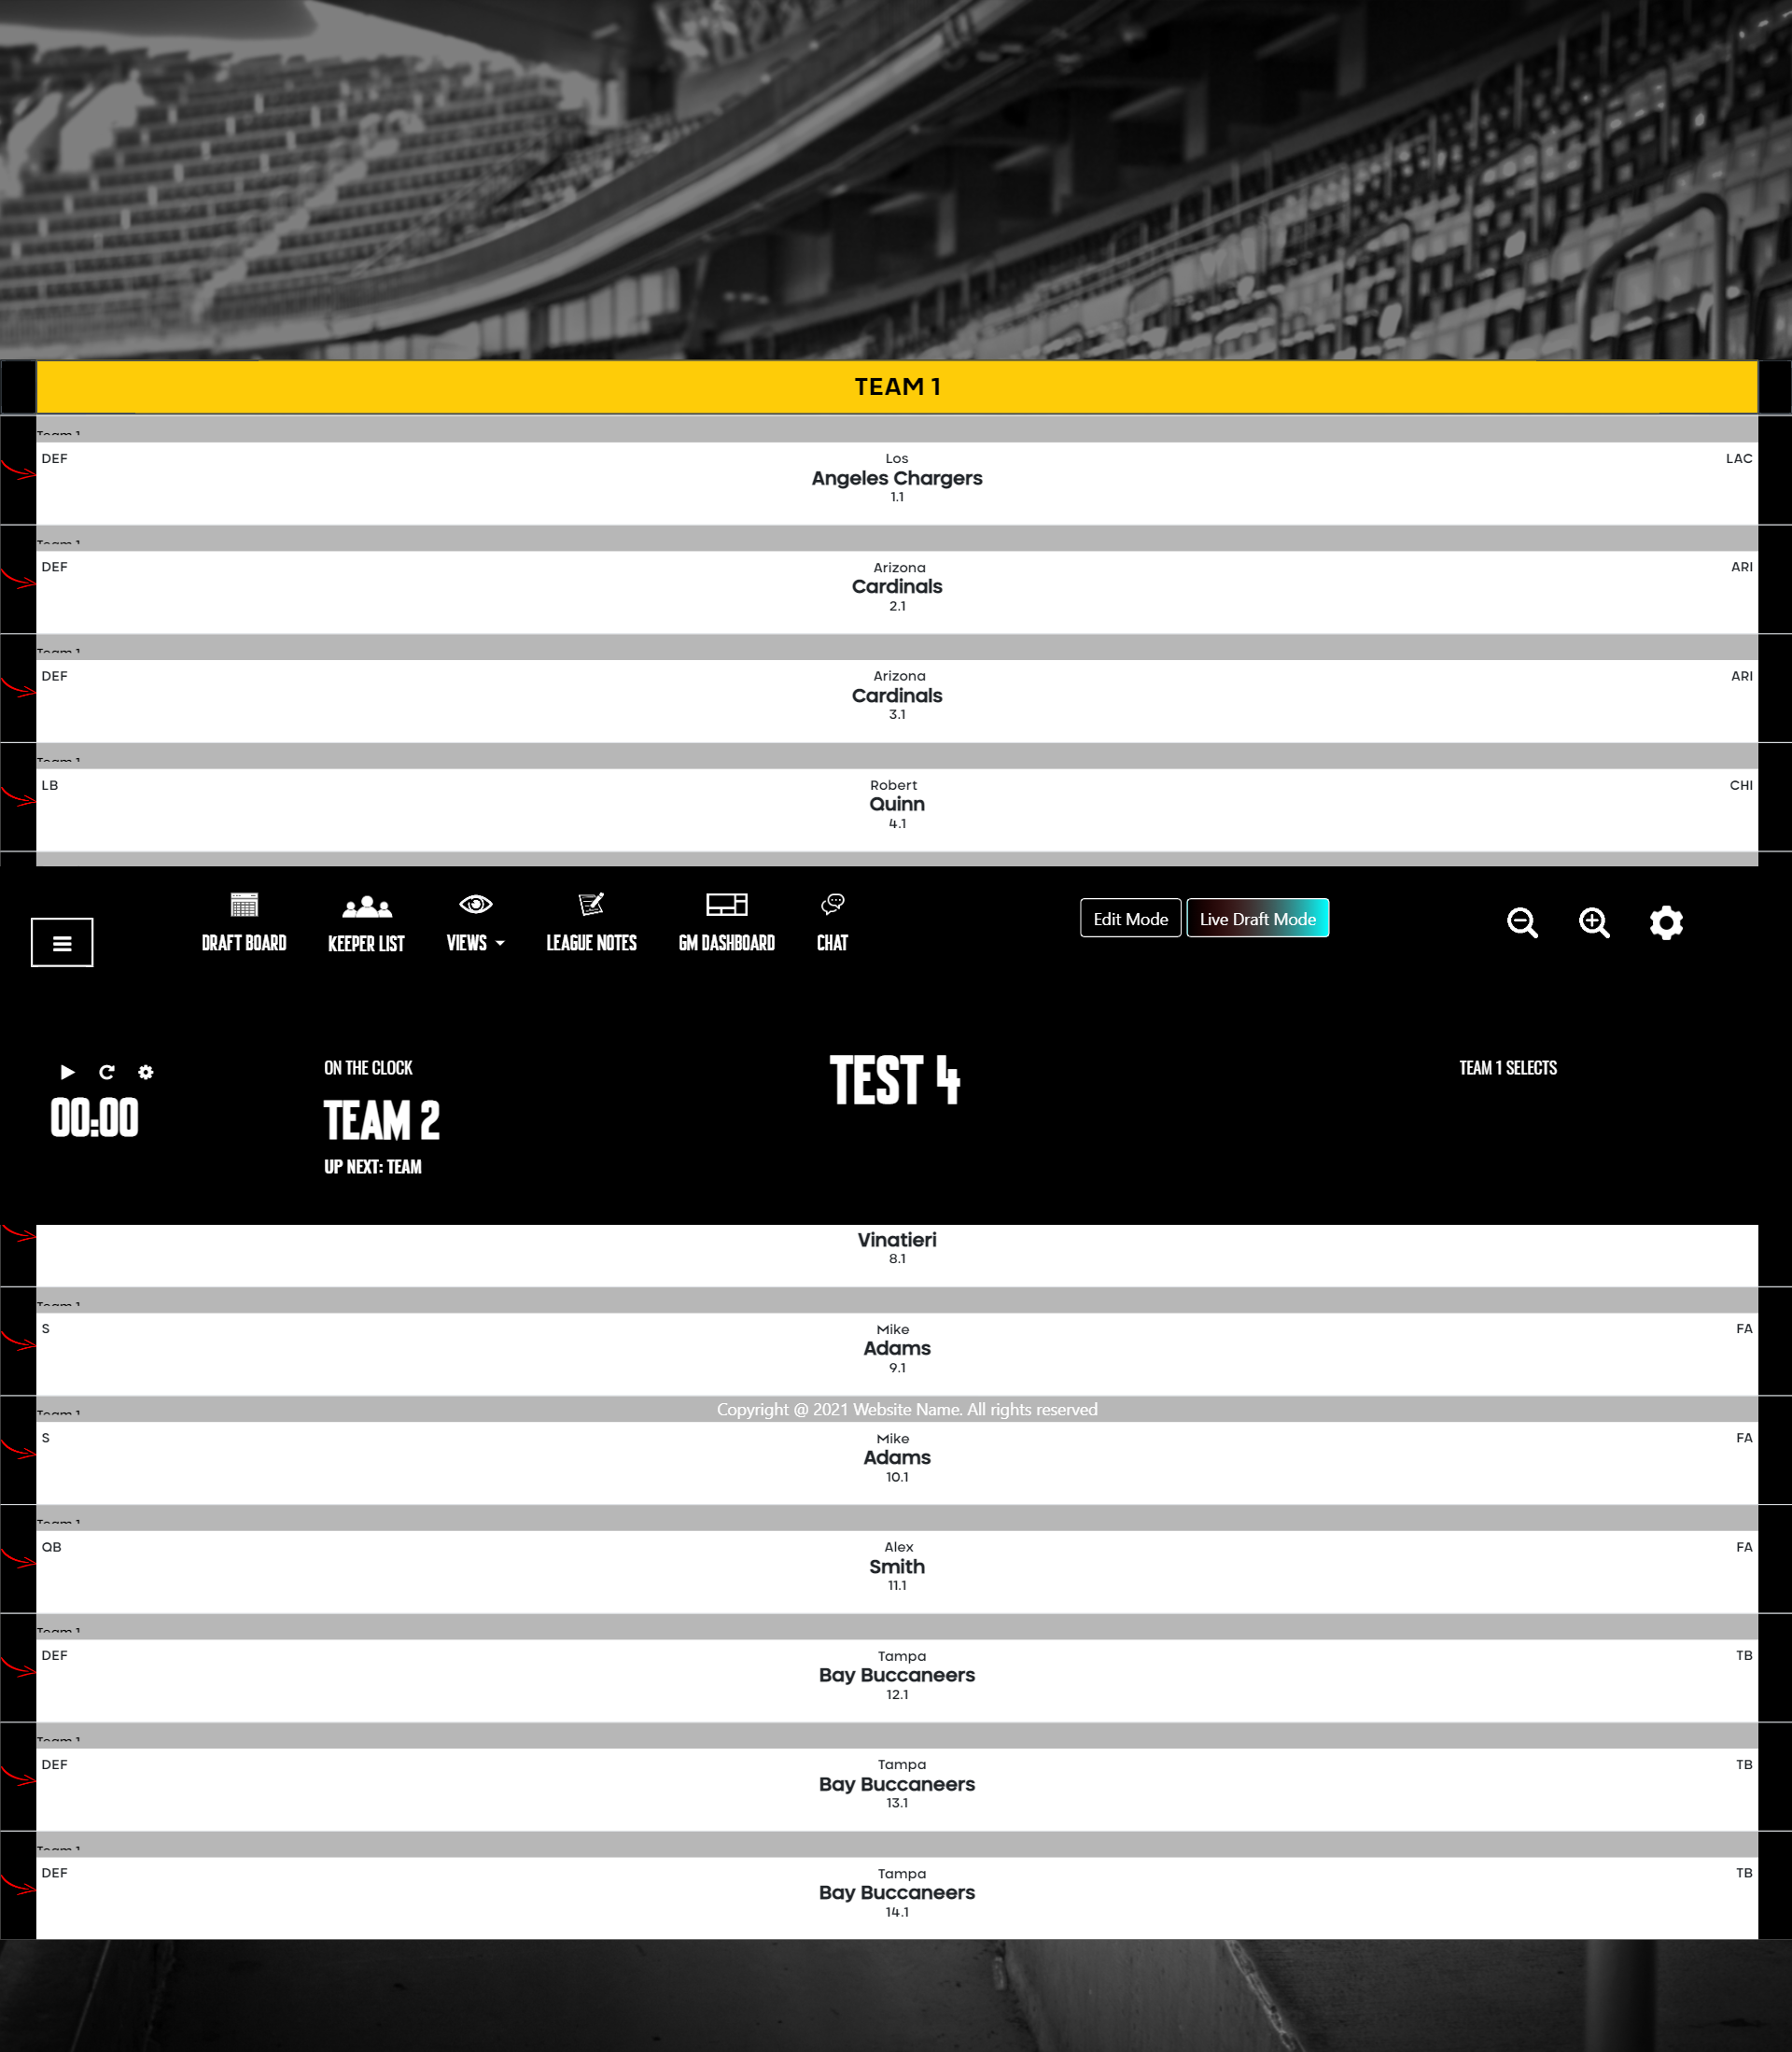 TEAM 1
Team 1
DEF Los LAC
Angeles Chargers
1.1
Team 1
DEF Arizona ARI
Cardinals
2.1
Team 1
DEF Arizona ARI
Cardinals
3.1
Team 1
LB Robert CHI
Quinn
4.1
DRAFT BOARD KEEPER LIST VIEWS LEAGUE NOTES GM DASHBOARD CHAT Edit Mode Live Draft Mode
00:00
ON THE CLOCK
TEAM 2
UP NEXT: TEAM
TEST 4
TEAM 1 SELECTS
Vinatieri
8.1
Team 1
S Mike FA
Adams
9.1
Team 1 Copyright @ 2021 Website Name. All rights reserved
S Mike FA
Adams
10.1
Team 1
QB Alex FA
Smith
11.1
Team 1
DEF Tampa TB
Bay Buccaneers
12.1
Team 1
DEF Tampa TB
Bay Buccaneers
13.1
Team 1
DEF Tampa TB
Bay Buccaneers
14.1